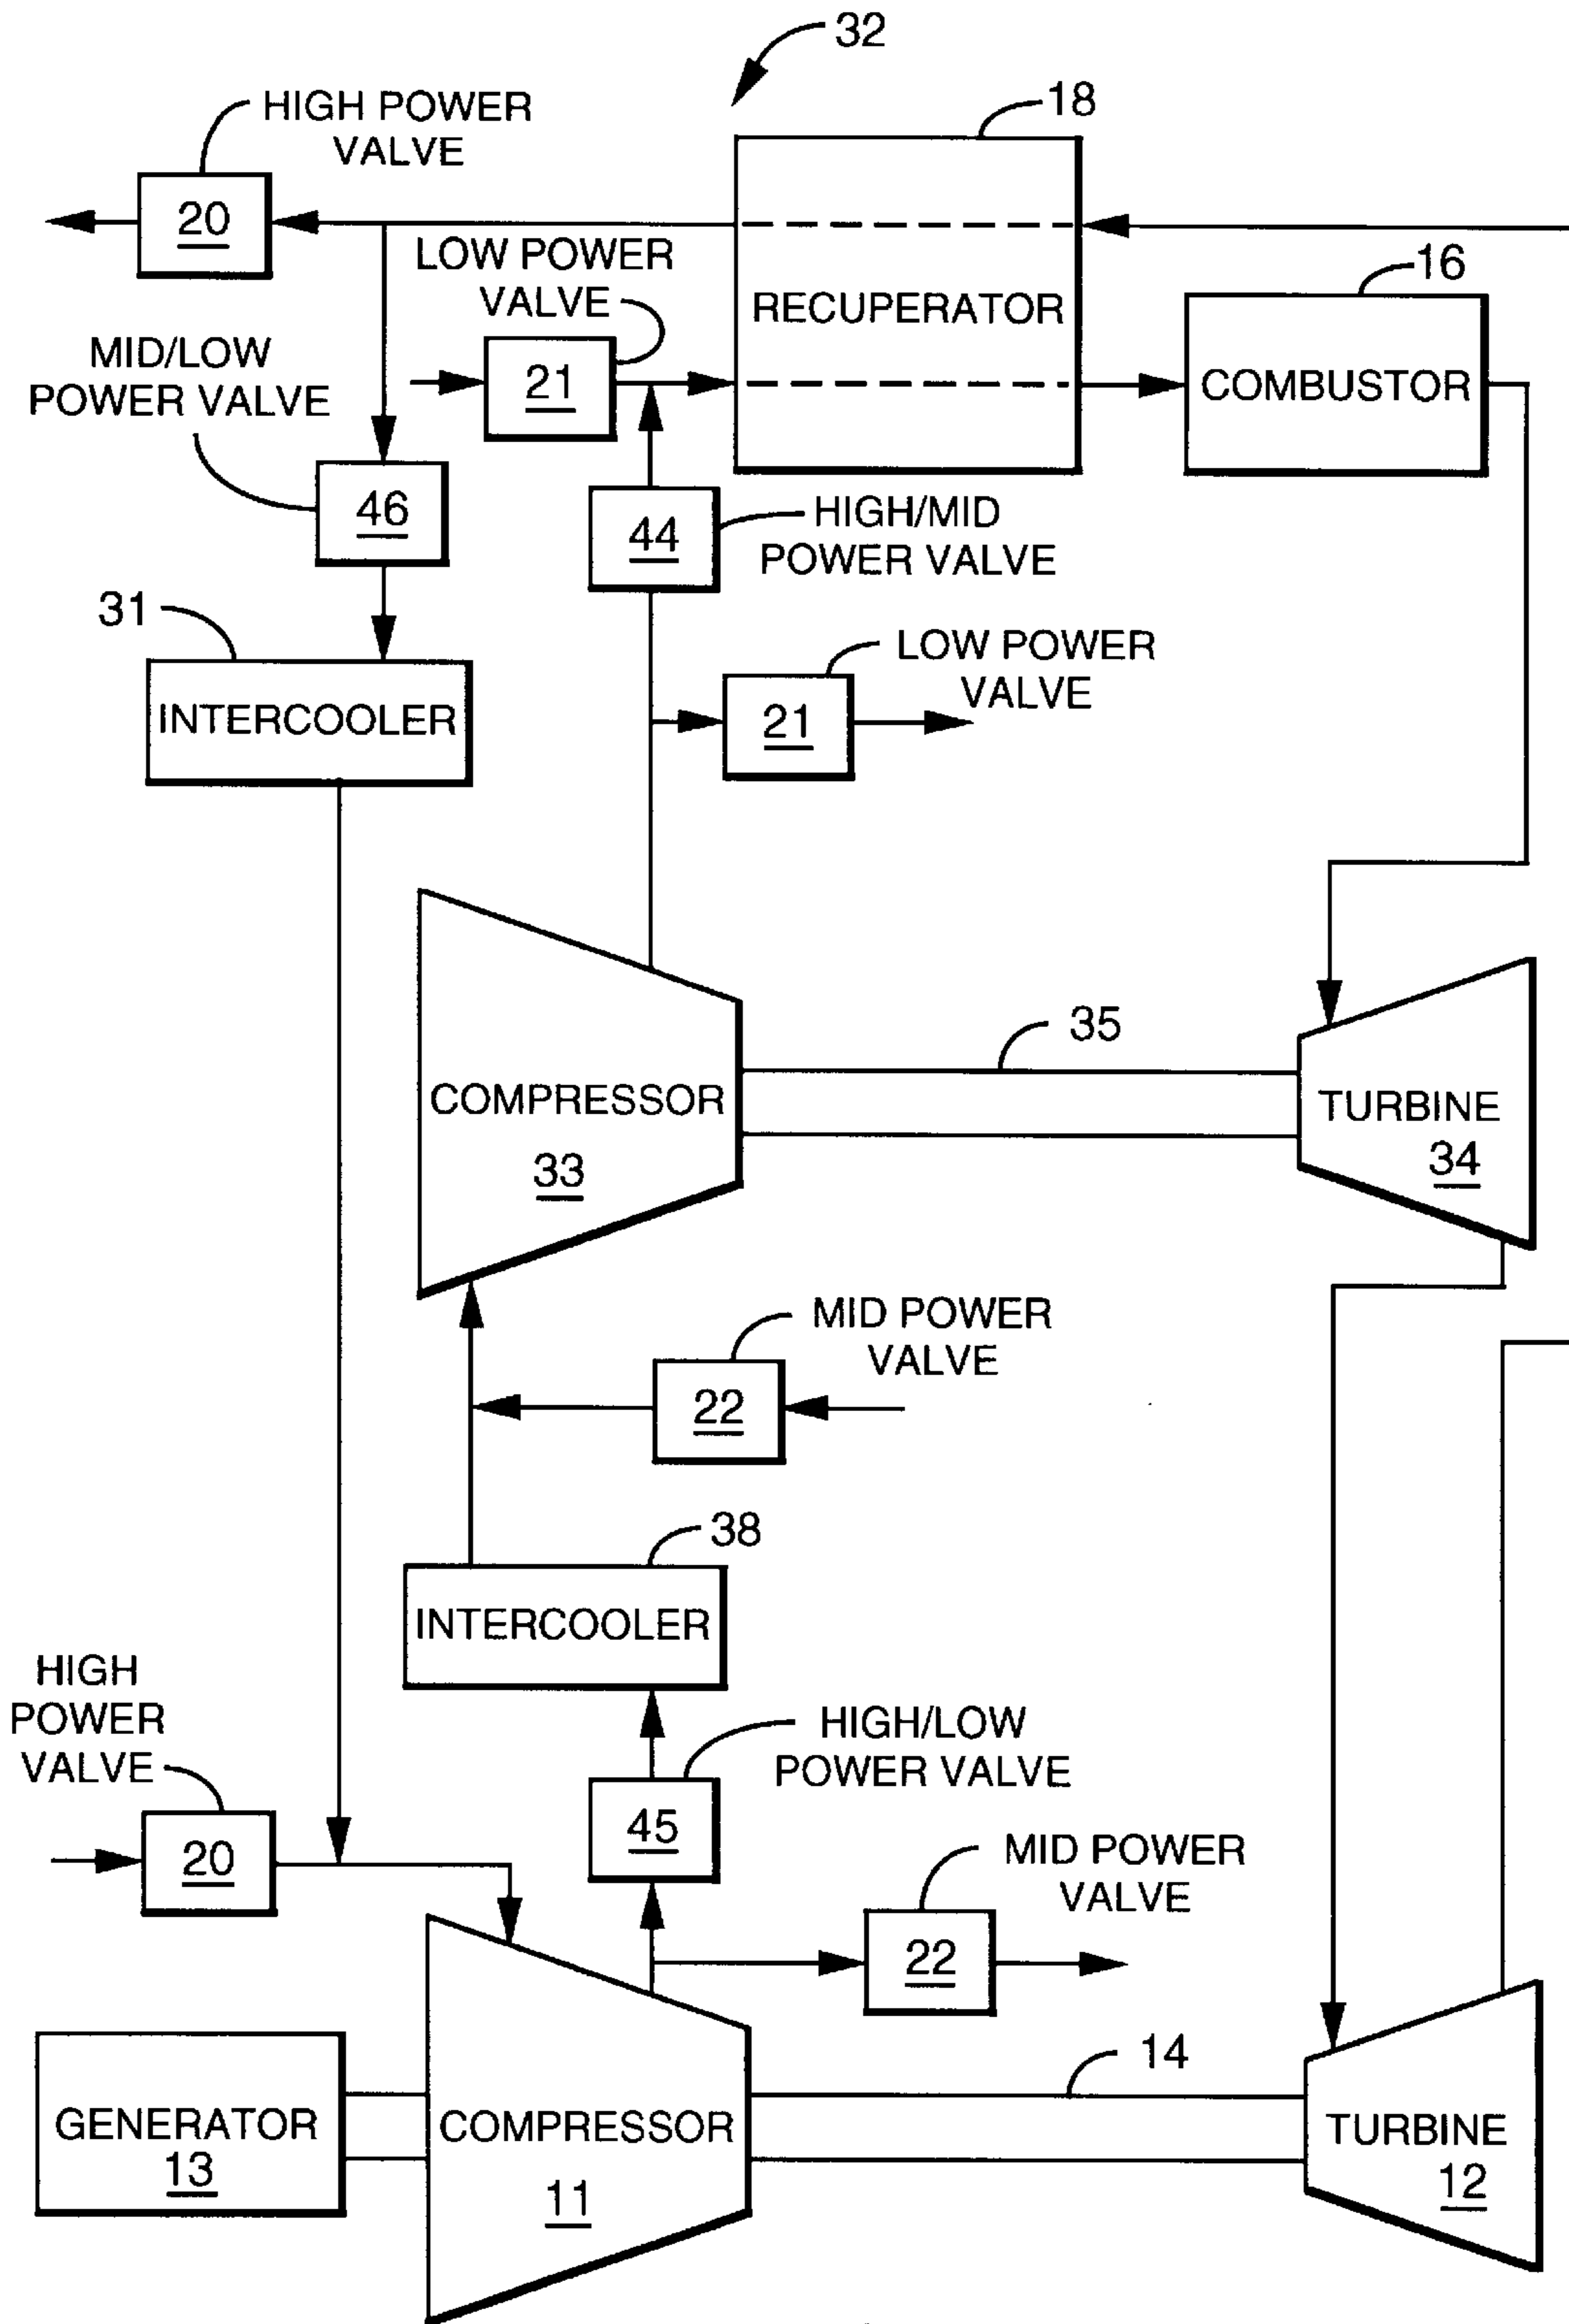 32
HIGH POWER
VALVE
18
20
LOW POWER
VALVE
16
RECUPERATOR
MID/LOW
POWER VALVE
21
COMBUSTOR
46
44
HIGH/MID
POWER VALVE
31
LOW POWER
VALVE
INTERCOOLER
21
35
COMPRESSOR
33
TURBINE
34
MID POWER
VALVE
22
38
INTERCOOLER
HIGH
POWER
VALVE
HIGH/LOW
POWER VALVE
45
20
MID POWER
VALVE
22
14
GENERATOR
13
COMPRESSOR
11
TURBINE
12